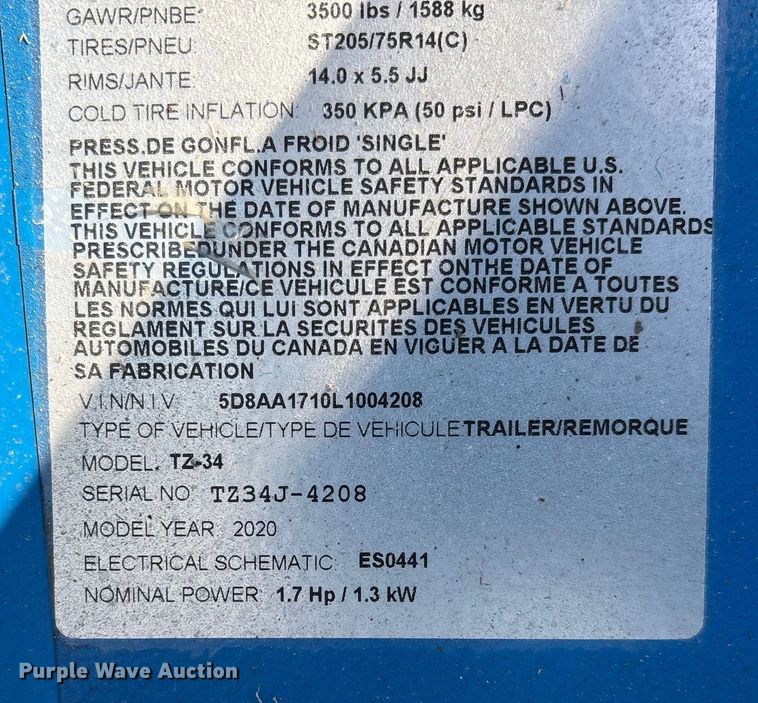 GAWR/PNBE: 3500 lbs / 1588 kg
TIRES/PNEU: ST205/75R14(C)
RIMS/JANTE: 14.0 x 5.5 JJ
COLD TIRE INFLATION: 350 KPA (50 psi / LPC)
PRESS.DE GONFL.A FROID 'SINGLE'
THIS VEHICLE CONFORMS TO ALL APPLICABLE U.S.
FEDERAL MOTOR VEHICLE SAFETY STANDARDS IN
EFFECT ON THE DATE OF MANUFACTURE SHOWN ABOVE.
THIS VEHICLE CONFORMS TO ALL APPLICABLE STANDARDS
PRESCRIBEDUNDER THE CANADIAN MOTOR VEHICLE
SAFETY REGULATIONS IN EFFECT ONTHE DATE OF
MANUFACTURE/CE VEHICULE EST CONFORME A TOUTES
LES NORMES QUI LUI SONT APPLICABLES EN VERTU DU
REGLAMENT SUR LA SECURITES DES VEHICULES
AUTOMOBILES DU CANADA EN VIGUER A LA DATE DE
SA FABRICATION
V.I.N/N.I.V: 5D8AA1710L1004208
TYPE OF VEHICLE/TYPE DE VEHICULE TRAILER/REMORQUE
MODEL: TZ-34
SERIAL NO TZ34J-4208
MODEL YEAR 2020
ELECTRICAL SCHEMATIC ES0441
NOMINAL POWER 1.7 Hp / 1.3 kW
Purple Wave Auction